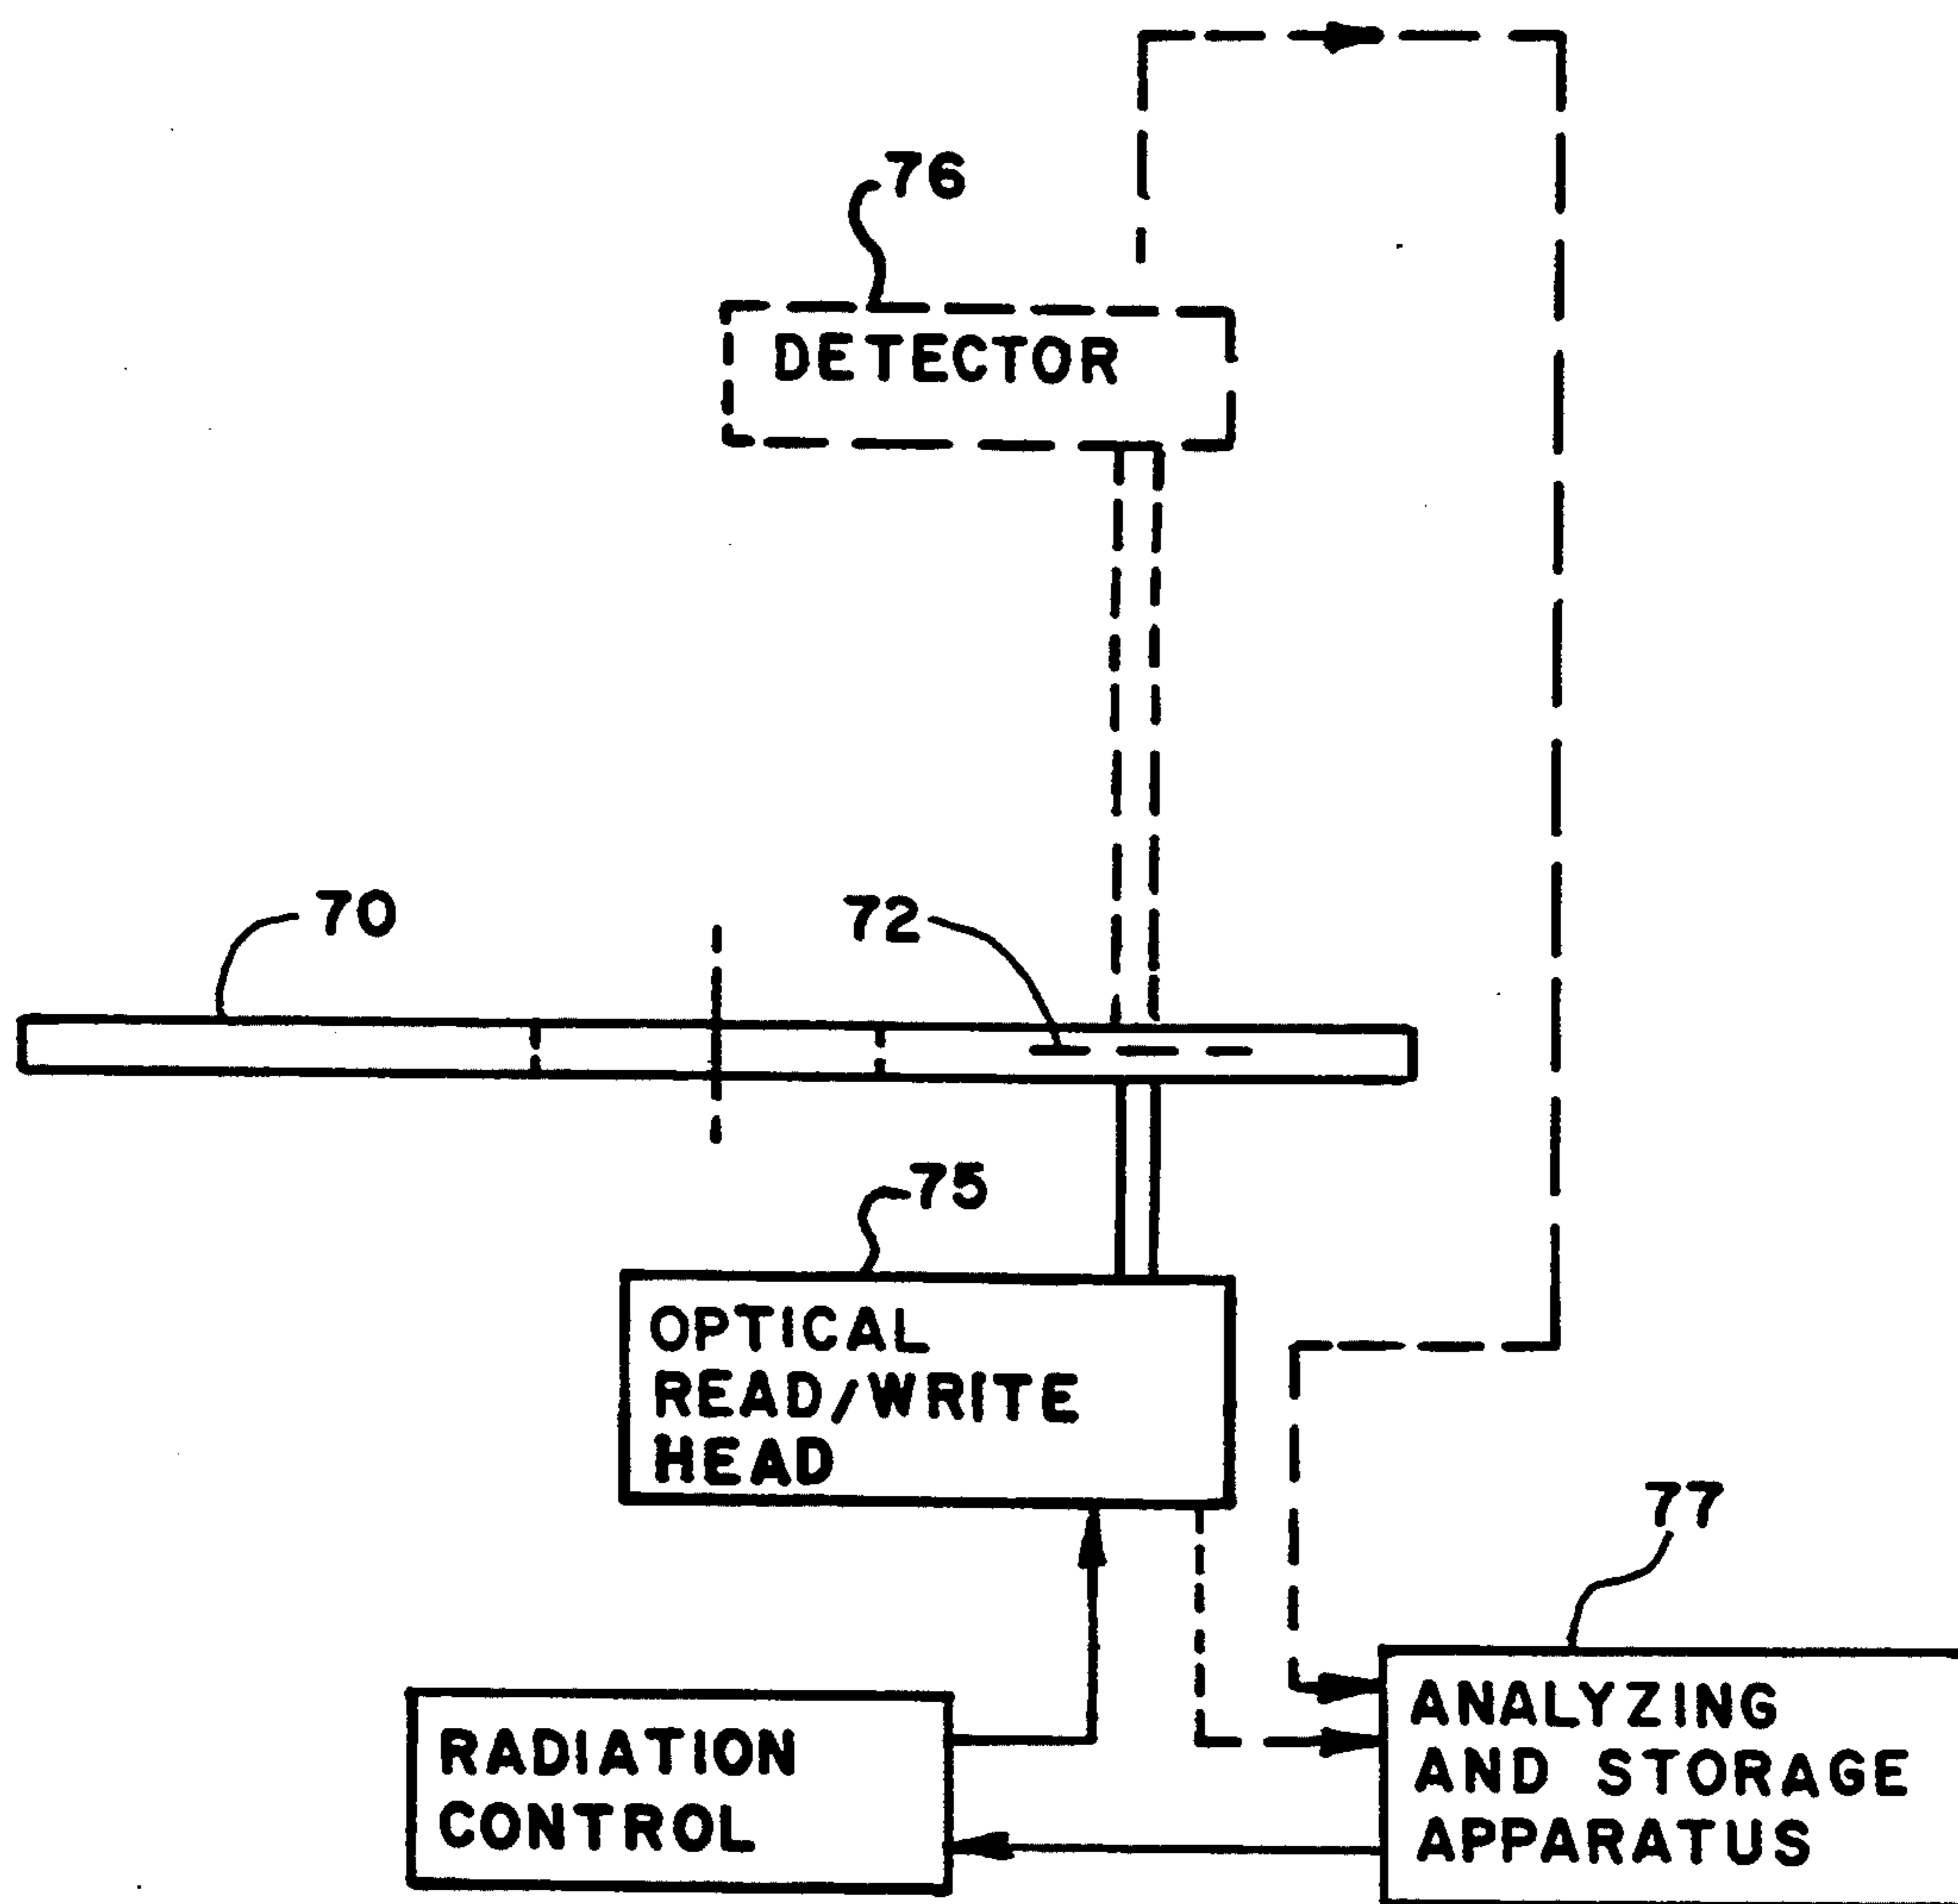 76
DETECTOR
70
72
75
OPTICAL
READ/WRITE
HEAD
77
RADIATION
CONTROL
ANALYZING
AND STORAGE
APPARATUS